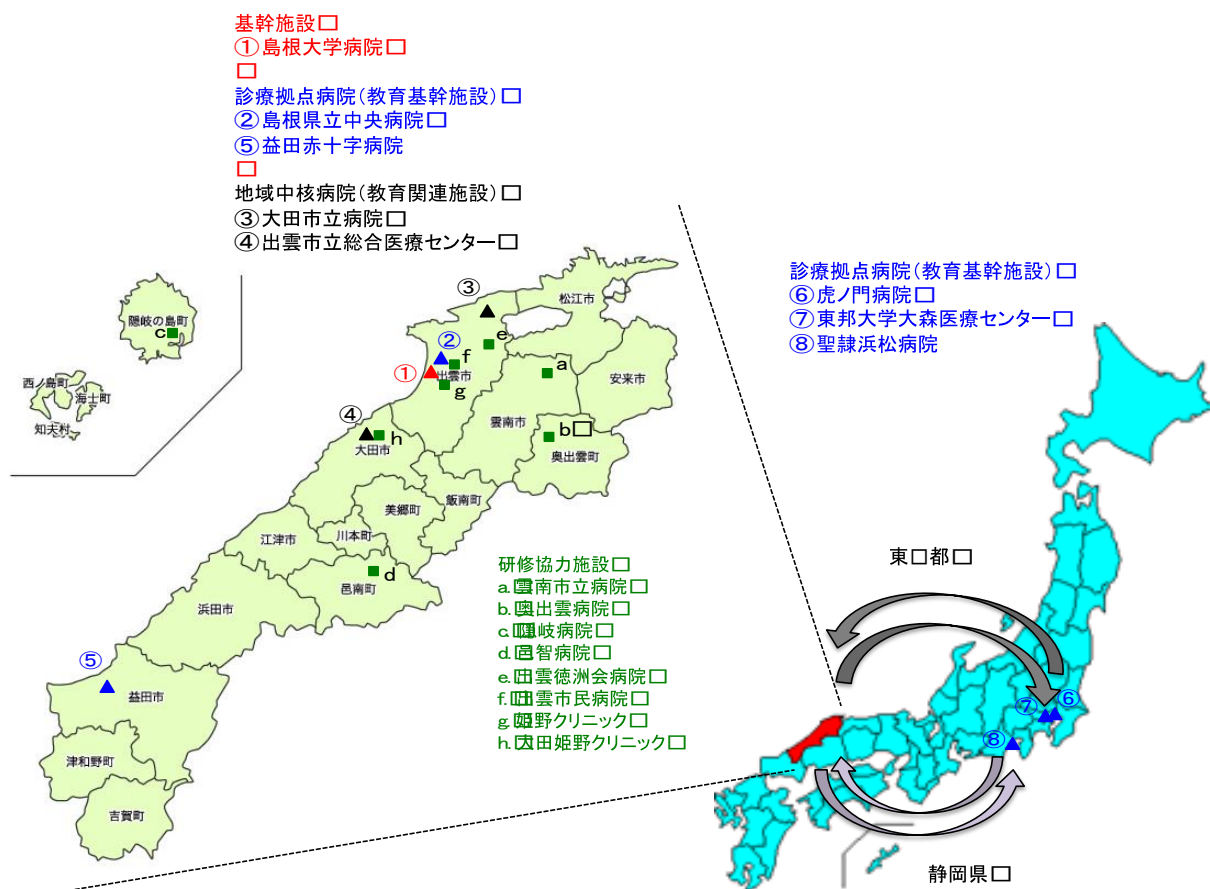 基幹施設□
①島根大学病院□
□
診療拠点病院(教育基幹施設)□
②島根県立中央病院□
⑤益田赤十字病院
□
地域中核病院(教育関連施設)□
③大田市立病院□
④出雲市立総合医療センター□
診療拠点病院(教育基幹施設)□
⑥虎ノ門病院□
⑦東邦大学大森医療センター□
⑧聖隷浜松病院
隠岐の島町
c
西ノ島町
海士町
知夫村
③
松江市
②
e
f
①
出雲市
g
a
安来市
雲南市
④
h
大田市
b□
奥出雲町
飯南町
美郷町
川本町
江津市
邑南町
d
浜田市
⑤
益田市
津和野町
吉賀町
研修協力施設□
a.雲南市立病院□
b.奥出雲病院□
c.隠岐病院□
d.邑智病院□
e.出雲徳洲会病院□
f.出雲市民病院□
g.姫野クリニック□
h.大田姫野クリニック□
東□都□
⑦
⑥
⑧
静岡県□